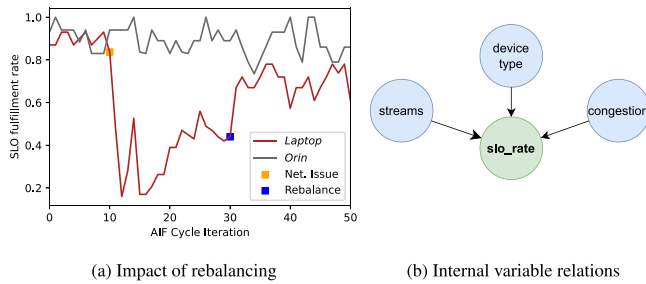 1.0
0.8
0.6
0.4
0.2
SLO fulfillment rate
Laptop
Orin
Net. Issue
Rebalance
0 10 20 30 40 50
AIF Cycle Iteration
(a) Impact of rebalancing
device
type
streams
congestion
slo_rate
(b) Internal variable relations